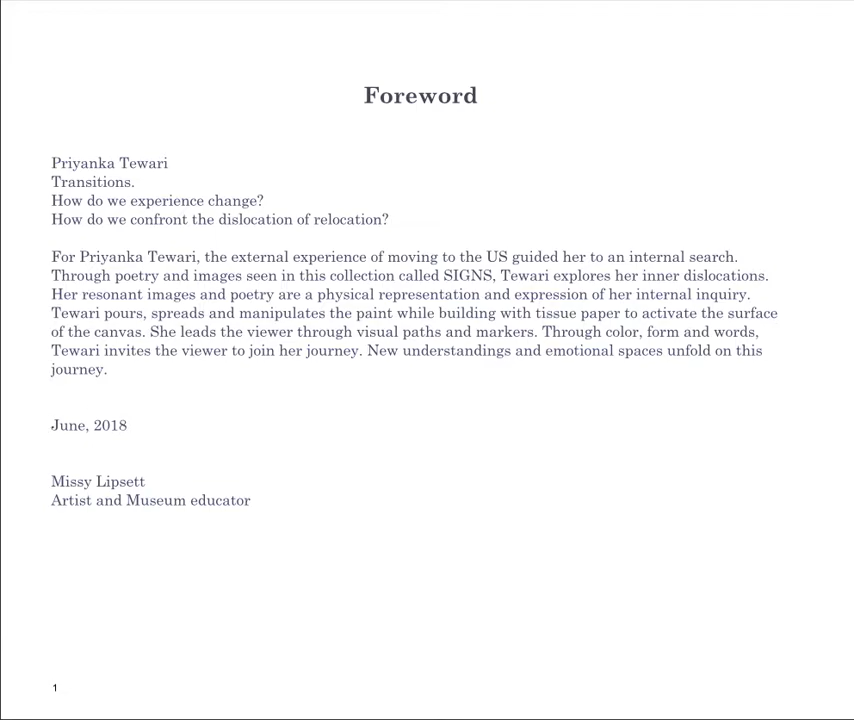 Foreword
Priyanka Tewari
Transitions.
How do we experience change?
How do we confront the dislocation of relocation?
For Priyanka Tewari, the external experience of moving to the US guided her to an internal search.
Through poetry and images seen in this collection called SIGNS, Tewari explores her inner dislocations.
Her resonant images and poetry are a physical representation and expression of her internal inquiry.
Tewari pours, spreads and manipulates the paint while building with tissue paper to activate the surface
of the canvas. She leads the viewer through visual paths and markers. Through color, form and words,
Tewari invites the viewer to join her journey. New understandings and emotional spaces unfold on this
journey.
June, 2018
Missy Lipsett
Artist and Museum educator
1